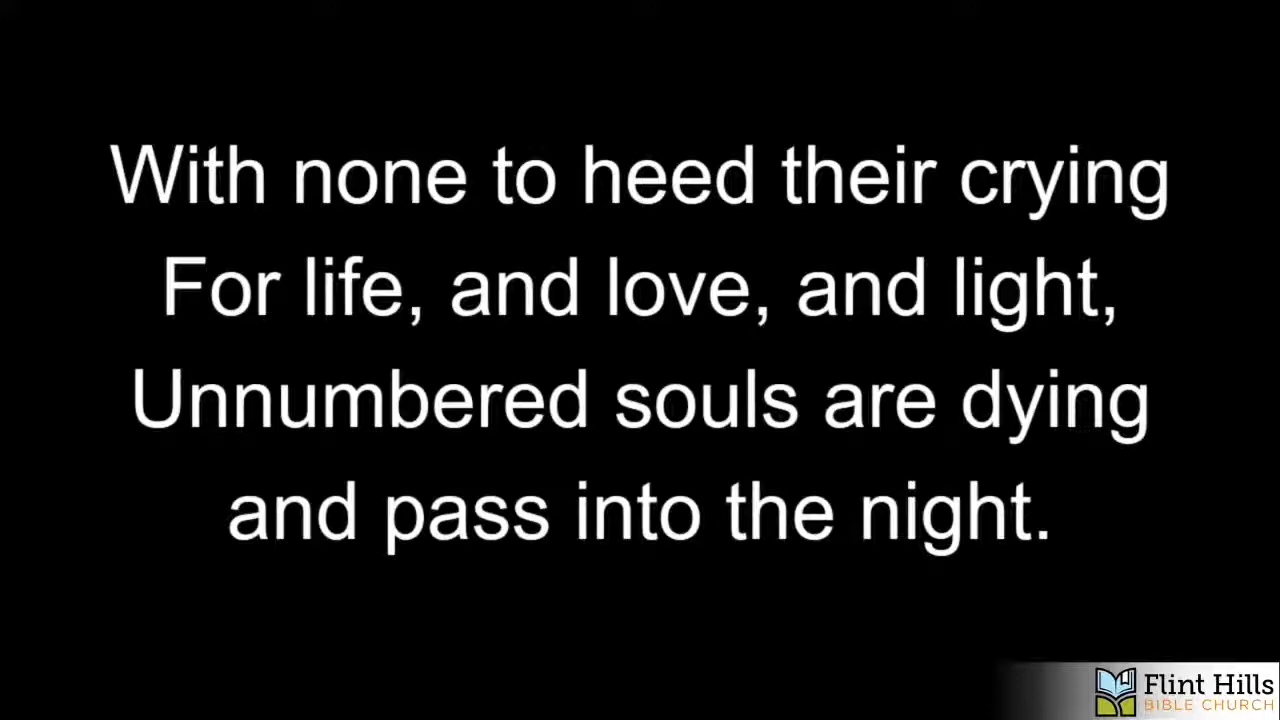 With none to heed their crying
For life, and love, and light,
Unnumbered souls are dying
and pass into the night.
Flint Hills
BIBLE CHURCH